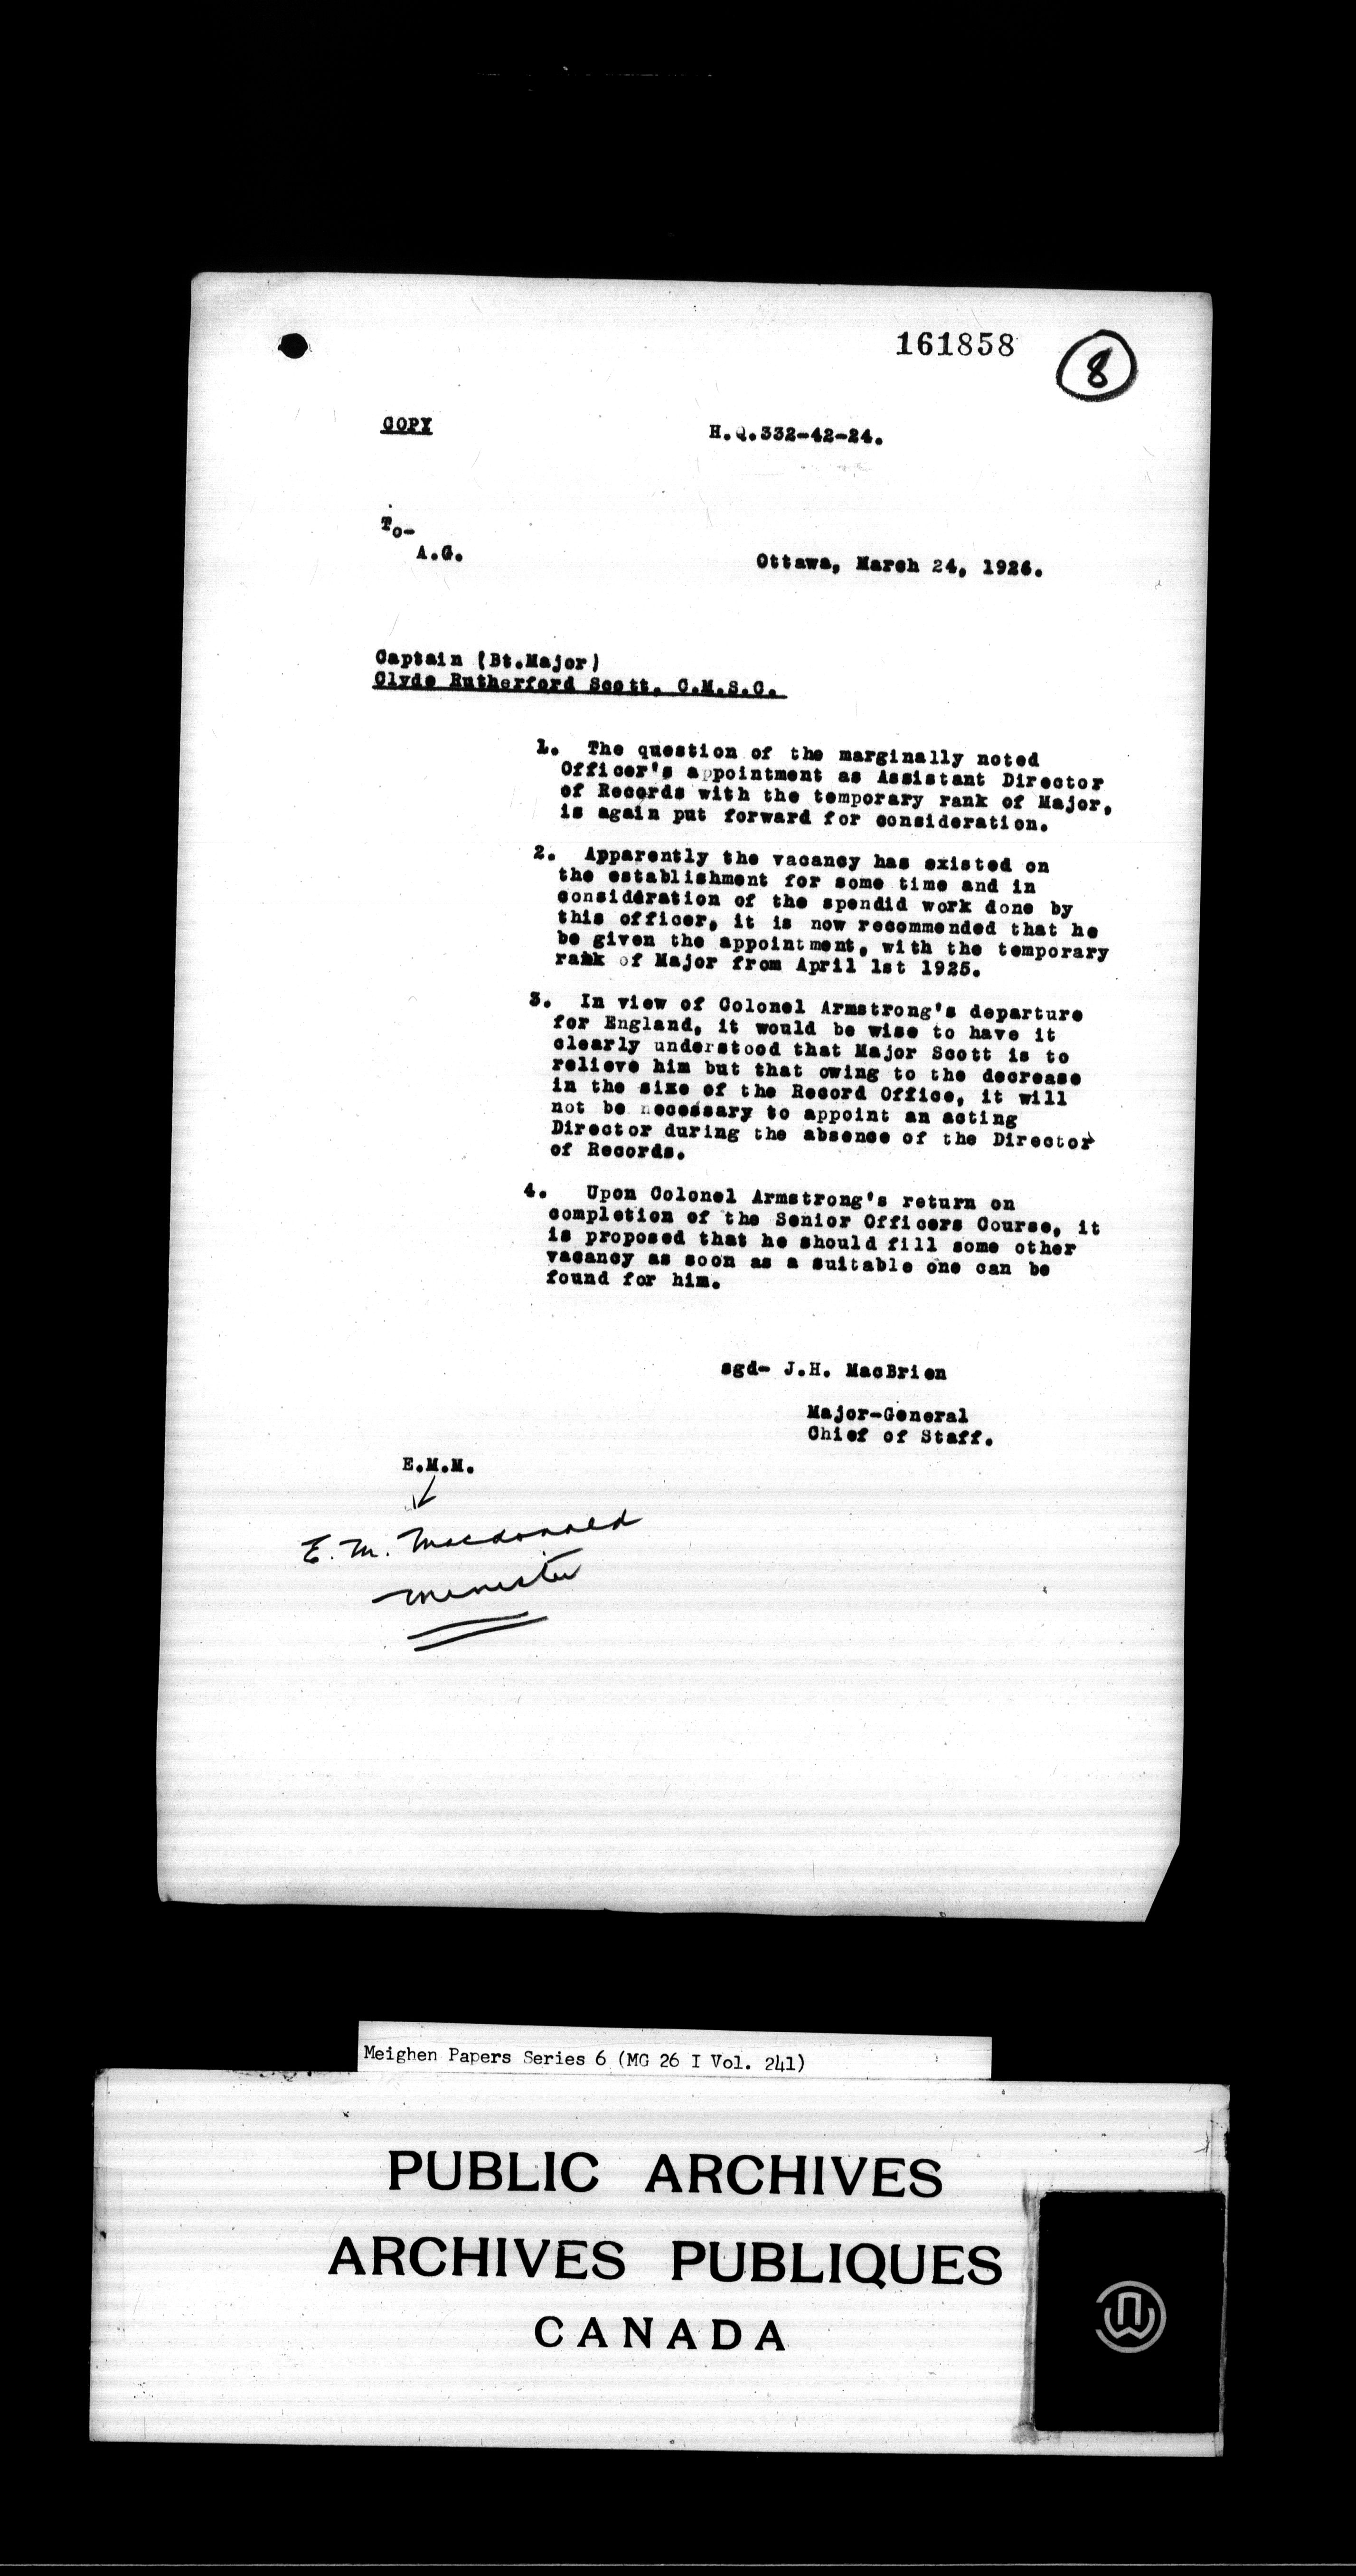 161858
8
COPY
H.Q.332-42-24.
To-
A.G.
Ottawa, March 24, 1926.
Captain (Bt.Major)
Clyde Rutherford Scott, C.M.S.C.
1. The question of the marginally noted
Officer's appointment as Assistant Director
of Records with the temporary rank of Major,
is again put forward for consideration.
2. Apparently the vacancy has existed on
the establishment for some time and in
consideration of the spendid work done by
this officer, it is now recommended that he
be given the appointment, with the temporary
rank of Major from April 1st 1925.
3. In view of Colonel Armstrong's departure
for England, it would be wise to have it
clearly understood that Major Scott is to
relieve him but that owing to the decrease
in the size of the Record Office, it will
not be necessary to appoint an acting
Director during the absence of the Director
of Records.
4. Upon Colonel Armstrong's return on
completion of the Senior Officers Course, it
is proposed that he should fill some other
vacancy as soon as a suitable one can be
found for him.
sgd- J.H. MacBrien
Major-General
Chief of Staff.
E.M.M.
E. M. Macdonald
Minister
Meighen Papers Series 6 (MG 26 I Vol. 241)
PUBLIC ARCHIVES
ARCHIVES PUBLIQUES
CANADA